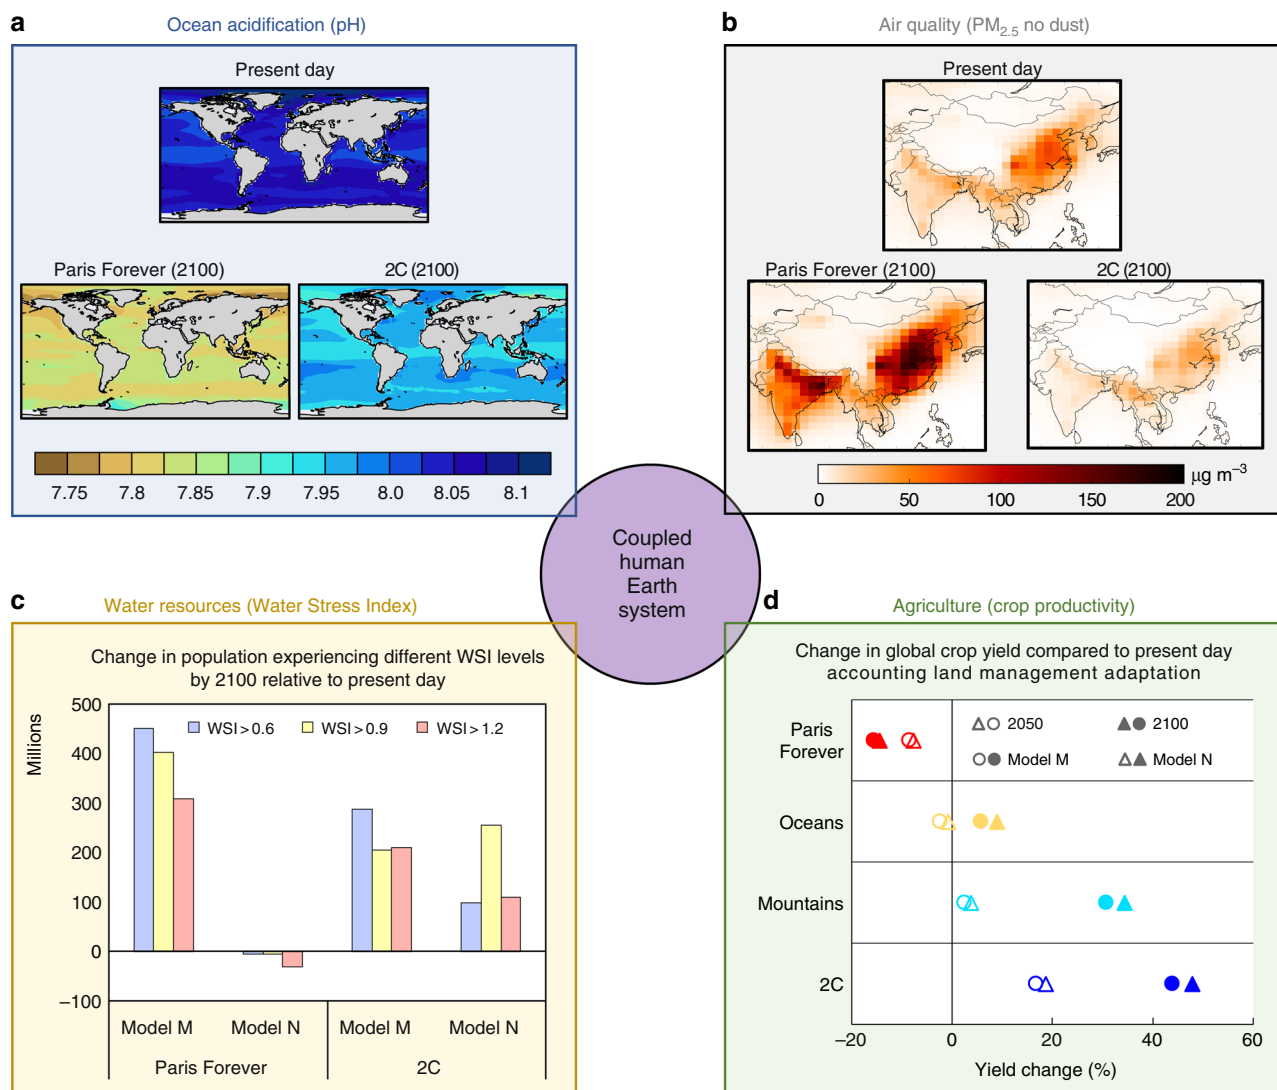 a
Ocean acidification (pH)
Present day
Paris Forever (2100)
2C (2100)
7.75 7.8 7.85 7.9 7.95 8.0 8.05 8.1
b
Air quality (PM2.5 no dust)
Present day
Paris Forever (2100)
2C (2100)
0 50 100 150 200
μg m−3
Coupled
human
Earth
system
c
Water resources (Water Stress Index)
Change in population experiencing different WSI levels
by 2100 relative to present day
Millions
500
400
300
200
100
0
−100
WSI > 0.6 WSI > 0.9 WSI > 1.2
Model M Model N Model M Model N
Paris Forever 2C
d
Agriculture (crop productivity)
Change in global crop yield compared to present day
accounting land management adaptation
Paris
Forever
Oceans
Mountains
2C
2050 2100
Model M Model N
−20 0 20 40 60
Yield change (%)